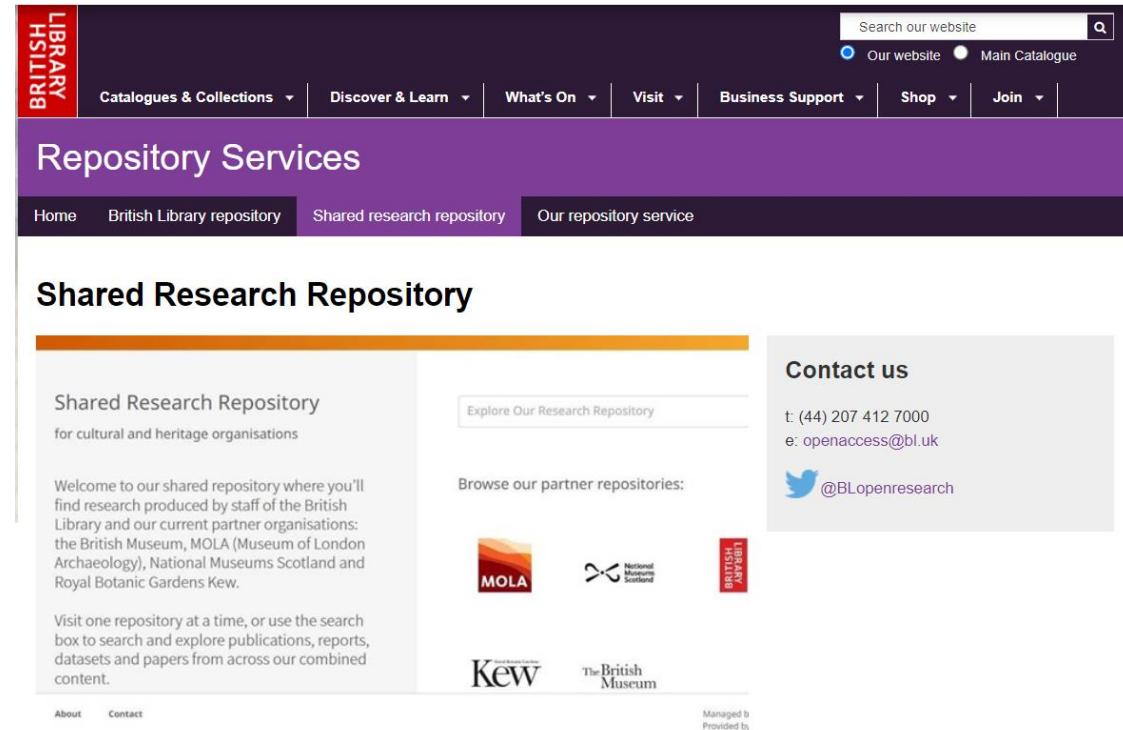 BRITISH
LIBRARY
Search our website
Our website Main Catalogue
Catalogues & Collections Discover & Learn What's On Visit Business Support Shop Join
Repository Services
Home British Library repository Shared research repository Our repository service
Shared Research Repository
Shared Research Repository
for cultural and heritage organisations
Welcome to our shared repository where you'll
find research produced by staff of the British
Library and our current partner organisations:
the British Museum, MOLA (Museum of London
Archaeology), National Museums Scotland and
Royal Botanic Gardens Kew.
Visit one repository at a time, or use the search
box to search and explore publications, reports,
datasets and papers from across our combined
content.
About Contact
Explore Our Research Repository
Browse our partner repositories:
MOLA
National
Museums
Scotland
BRITISH
LIBRARY
Kew
The British
Museum
Managed b
Provided by
Contact us
t: (44) 207 412 7000
e: openaccess@bl.uk
@BLopenresearch